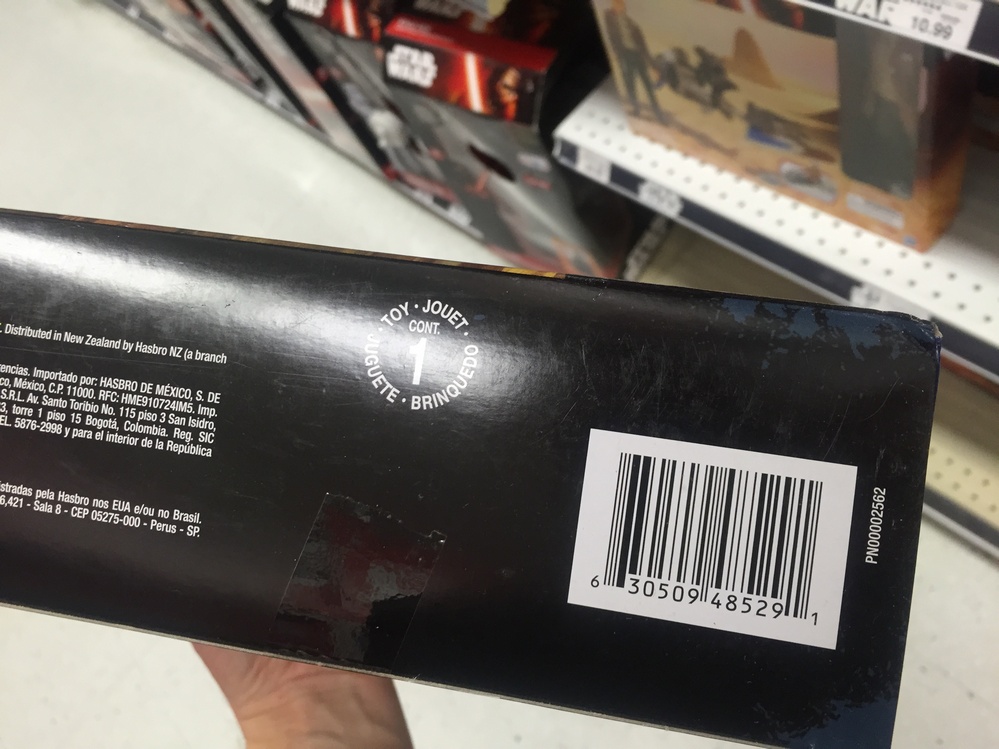 STAR
WARS
WAR
10.99
. Distributed in New Zealand by Hasbro NZ (a branch
encias. Importado por: HASBRO DE MÉXICO, S. DE
co, México, C.P. 11000. RFC: HME910724IM5. Imp.
S.R.L. Av. Santo Toribio No. 115 piso 3 San Isidro,
3, torre 1 piso 15 Bogotá, Colombia. Reg. SIC
EL. 5876-2998 y para el interior de la República
stradas pela Hasbro nos EUA e/ou no Brasil.
6,421 - Sala 8 - CEP 05275-000 - Perus - SP.
TOY · JOUET · BRINQUEDO · JUGUETE ·
CONT.
1
6 30509 48529 1
PN00002562